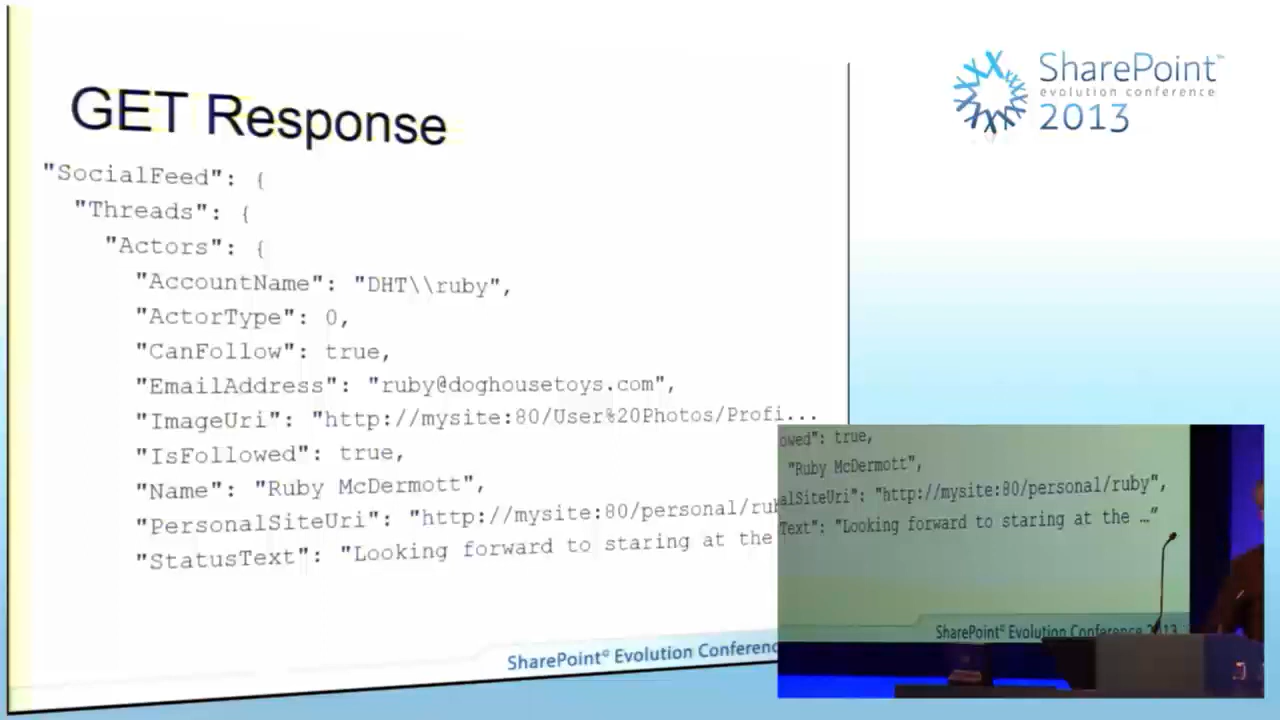 GET Response
"SocialFeed": {
"Threads": {
"Actors": {
"AccountName": "DHT\\ruby",
"ActorType": 0,
"CanFollow": true,
"EmailAddress": "ruby@doghousetoys.com",
"ImageUri": "http://mysite:80/User%20Photos/Profi...
"IsFollowed": true,
"Name": "Ruby McDermott",
"PersonalSiteUri": "http://mysite:80/personal/rub
"StatusText": "Looking forward to staring at the
SharePoint® Evolution Conferenc
SharePoint™
evolution conference
2013
owed": true,
"Ruby McDermott",
alSiteUri": "http://mysite:80/personal/ruby",
Text": "Looking forward to staring at the …"
SharePoint® Evolution Conference 2013